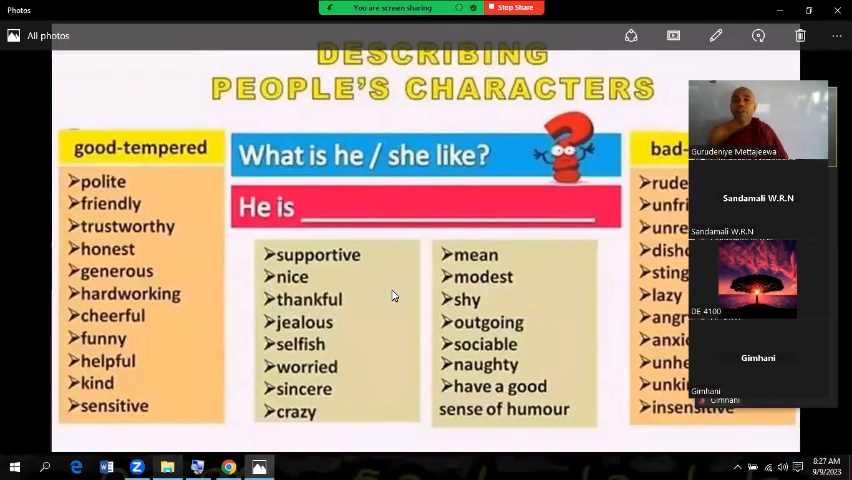 Photos
You are screen sharing
Stop Share
All photos
DESCRIBING
PEOPLE'S CHARACTERS
good-tempered
➢polite
➢friendly
➢trustworthy
➢honest
➢generous
➢hardworking
➢cheerful
➢funny
➢helpful
➢kind
➢sensitive
What is he / she like?
He is ______________________
➢supportive
➢nice
➢thankful
➢jealous
➢selfish
➢worried
➢sincere
➢crazy
➢mean
➢modest
➢shy
➢outgoing
➢sociable
➢naughty
➢have a good
sense of humour
bad-
➢rude
➢unfri
➢unre
➢disho
➢sting
➢lazy
➢angr
➢anxi
➢unhe
➢unki
➢insensitive
Gurudeniye Mettajeewa
Sandamali W.R.N
Sandamali W.R.N
DE 4100
Gimhani
Gimhani
Gimhani
8:27 AM
9/9/2023